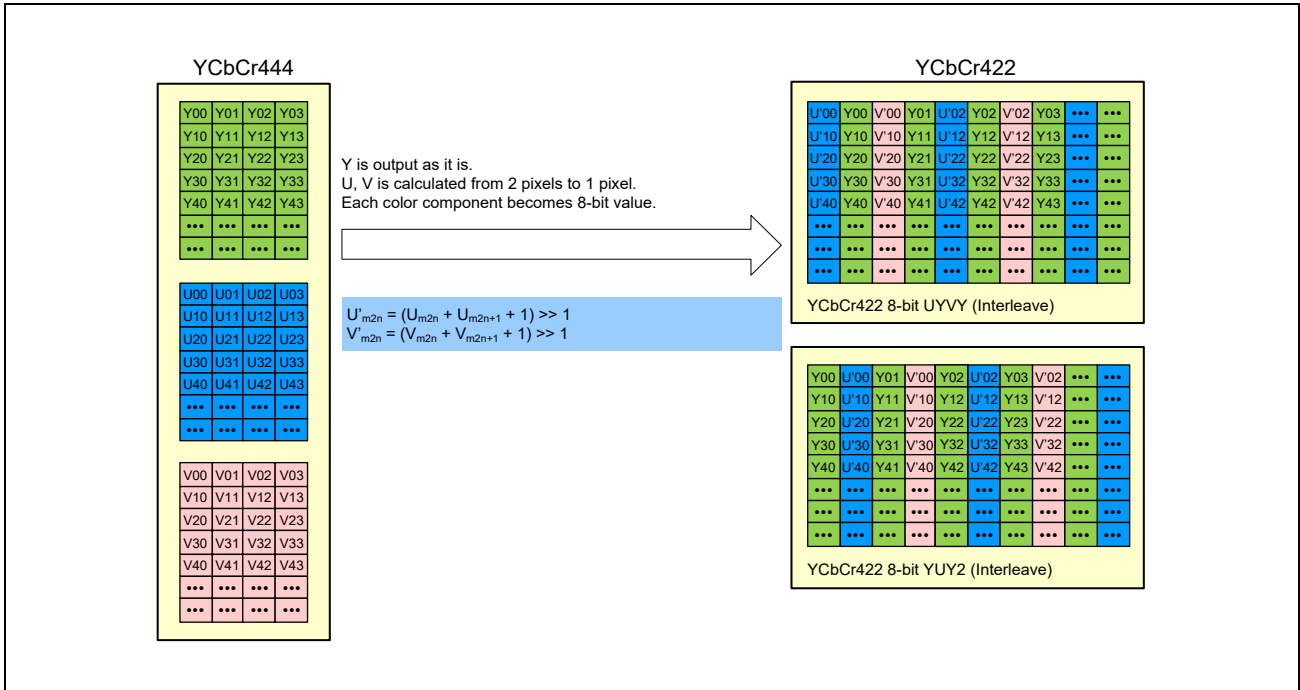 YCbCr444
Y00 Y01 Y02 Y03
Y10 Y11 Y12 Y13
Y20 Y21 Y22 Y23
Y30 Y31 Y32 Y33
Y40 Y41 Y42 Y43
••• ••• ••• •••
••• ••• ••• •••
U00 U01 U02 U03
U10 U11 U12 U13
U20 U21 U22 U23
U30 U31 U32 U33
U40 U41 U42 U43
••• ••• ••• •••
••• ••• ••• •••
V00 V01 V02 V03
V10 V11 V12 V13
V20 V21 V22 V23
V30 V31 V32 V33
V40 V41 V42 V43
••• ••• ••• •••
••• ••• ••• •••
Y is output as it is.
U, V is calculated from 2 pixels to 1 pixel.
Each color component becomes 8-bit value.
U'm2n = (Um2n + Um2n+1 + 1) >> 1
V'm2n = (Vm2n + Vm2n+1 + 1) >> 1
YCbCr422
U'00 Y00 V'00 Y01 U'02 Y02 V'02 Y03 ••• •••
U'10 Y10 V'10 Y11 U'12 Y12 V'12 Y13 ••• •••
U'20 Y20 V'20 Y21 U'22 Y22 V'22 Y23 ••• •••
U'30 Y30 V'30 Y31 U'32 Y32 V'32 Y33 ••• •••
U'40 Y40 V'40 Y41 U'42 Y42 V'42 Y43 ••• •••
••• ••• ••• ••• ••• ••• ••• ••• ••• •••
••• ••• ••• ••• ••• ••• ••• ••• ••• •••
••• ••• ••• ••• ••• ••• ••• ••• ••• •••
YCbCr422 8-bit UYVY (Interleave)
Y00 U'00 Y01 V'00 Y02 U'02 Y03 V'02 ••• •••
Y10 U'10 Y11 V'10 Y12 U'12 Y13 V'12 ••• •••
Y20 U'20 Y21 V'20 Y22 U'22 Y23 V'22 ••• •••
Y30 U'30 Y31 V'30 Y32 U'32 Y33 V'32 ••• •••
Y40 U'40 Y41 V'40 Y42 U'42 Y43 V'42 ••• •••
••• ••• ••• ••• ••• ••• ••• ••• ••• •••
••• ••• ••• ••• ••• ••• ••• ••• ••• •••
••• ••• ••• ••• ••• ••• ••• ••• ••• •••
YCbCr422 8-bit YUY2 (Interleave)